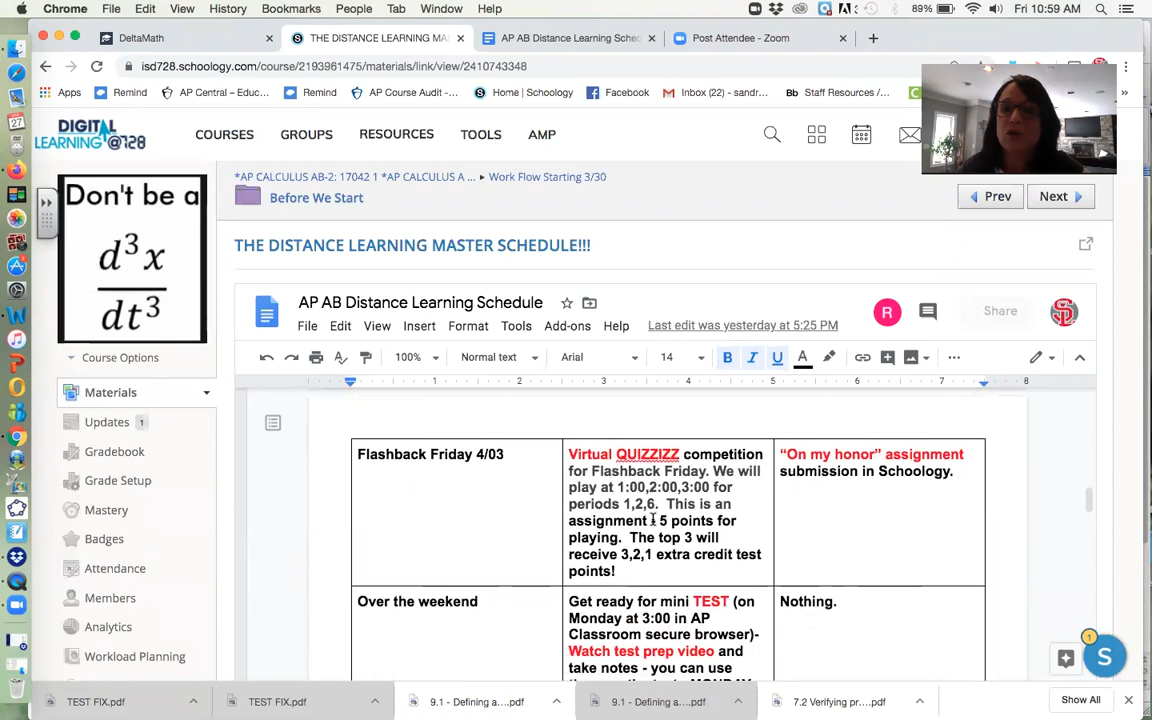 Chrome File Edit View History Bookmarks People Tab Window Help
89% Fri 10:59 AM
DeltaMath
THE DISTANCE LEARNING MA
AP AB Distance Learning Sched
Post Attendee - Zoom
isd728.schoology.com/course/2193961475/materials/link/view/2410743348
Apps Remind AP Central – Educ... Remind AP Course Audit -... Home | Schoology Facebook Inbox (22) - sandr... Bb Staff Resources /...
27
DIGITAL
LEARNING@728
COURSES GROUPS RESOURCES TOOLS AMP
Don't be a
d³x
dt³
*AP CALCULUS AB-2: 17042 1 *AP CALCULUS A ... ▸ Work Flow Starting 3/30
Before We Start
Prev Next
THE DISTANCE LEARNING MASTER SCHEDULE!!!
AP AB Distance Learning Schedule
File Edit View Insert Format Tools Add-ons Help Last edit was yesterday at 5:25 PM
R
Share
100% Normal text Arial 14 B I U A
1 2 3 4 5 6 7 8
Course Options
Materials
Updates 1
Gradebook
Grade Setup
Mastery
Badges
Attendance
Members
Analytics
Workload Planning
Flashback Friday 4/03
Virtual QUIZZIZZ competition
for Flashback Friday. We will
play at 1:00,2:00,3:00 for
periods 1,2,6. This is an
assignment 5 points for
playing. The top 3 will
receive 3,2,1 extra credit test
points!
“On my honor” assignment
submission in Schoology.
Over the weekend
Get ready for mini TEST (on
Monday at 3:00 in AP
Classroom secure browser)-
Watch test prep video and
take notes - you can use
Nothing.
1
S
TEST FIX.pdf
TEST FIX.pdf
9.1 - Defining a....pdf
9.1 - Defining a....pdf
7.2 Verifying pr....pdf
Show All